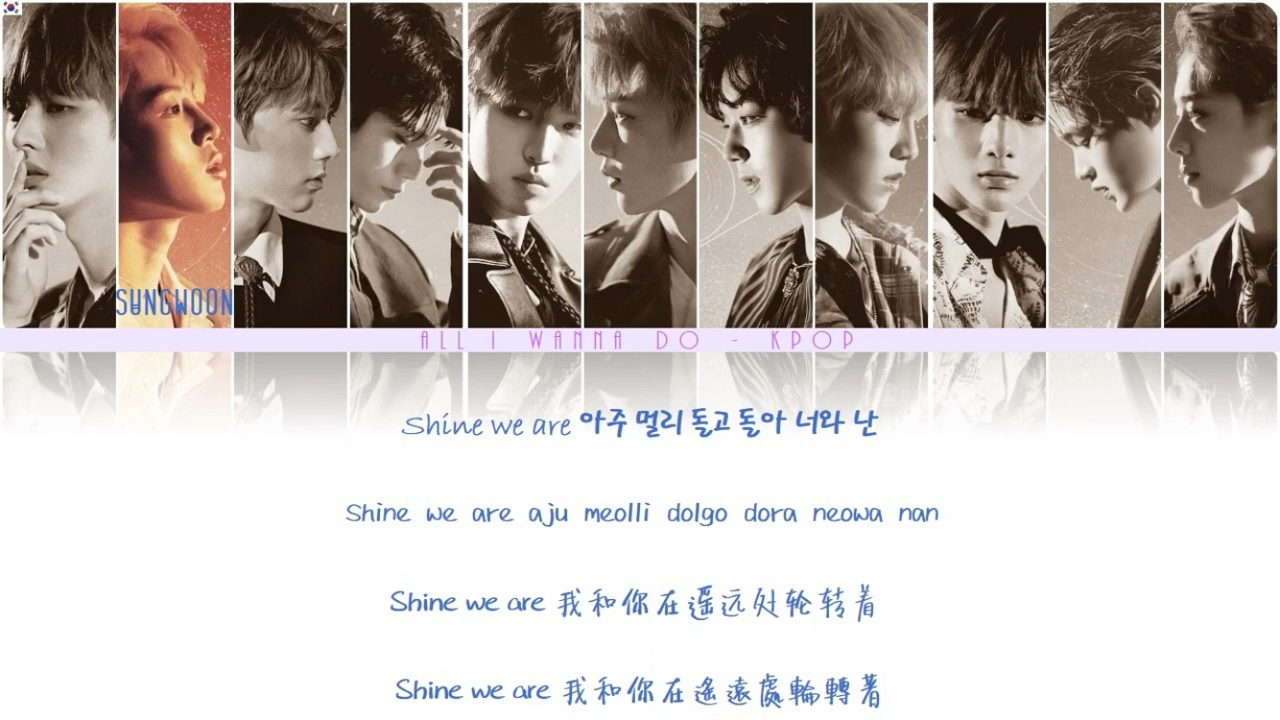 SUNGWOON
ALL I WANNA DO - KPOP
Shine we are 아주 멀리 돌고 돌아 너와 난
Shine we are aju meolli dolgo dora neowa nan
Shine we are 我和你在遥远处轮转着
Shine we are 我和你在遙遠處輪轉著